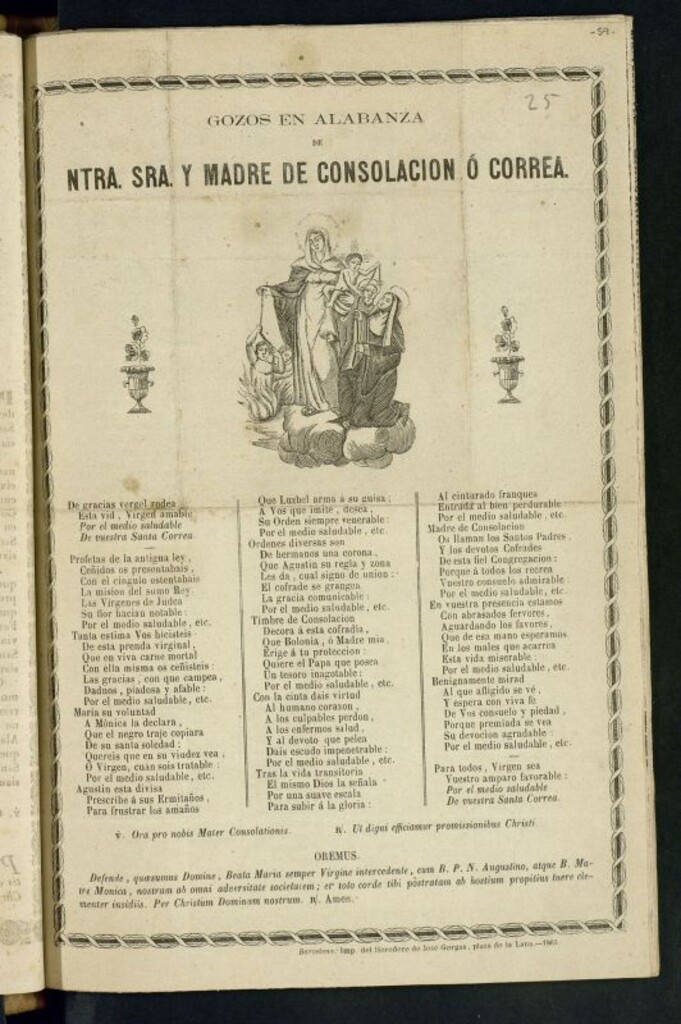 -59-
25
GOZOS EN ALABANZA
DE
NTRA. SRA. Y MADRE DE CONSOLACION Ó CORREA.
De gracias vergel rodea
Esta vid, Virgen amable
Por el medio saludable
De vuestra Santa Correa
Profetas de la antigua ley,
Ceñidos os presentabais,
Con el cíngulo ostentabais
La mision del sumo Rey.
Las Vírgenes de Judea
Su flor hacian notable:
Por el medio saludable, etc.
Tanta estima Vos hicisteis
De esta prenda virginal,
Que en viva carne mortal
Con ella misma os ceñisteis:
Las gracias, con que campea,
Dadnos, piadosa y afable:
Por el medio saludable, etc.
Maria su voluntad
A Mónica la declara,
Que el negro traje copiara
De su santa soledad:
Quereis que en su viudez vea,
Ó Vírgen, cuán sois tratable:
Por el medio saludable, etc.
Agustin esta divisa
Prescribe á sus Ermitaños,
Para frustrar los amaños
Que Luzbel arma á su guisa:
A Vos que imite, desea,
Su Orden siempre venerable:
Por el medio saludable, etc.
Ordenes diversas son
De hermanos una corona,
Que Agustin su regla y zona
Les da, cual signo de union:
El cofrade se grangea
La gracia comunicable:
Por el medio saludable, etc.
Timbre de Consolacion
Decora á esta cofradia,
Que Bolonia, ó Madre mia,
Erige á tu proteccion:
Quiere el Papa que posea
Un tesoro inagotable:
Por el medio saludable, etc.
Con la cinta dais virtud
Al humano corazon,
A los culpables perdon,
A los enfermos salud,
Y al devoto que pelea
Dais escudo impenetrable:
Por el medio saludable, etc.
Tras la vida transitoria
El mismo Dios la señala
Por una suave escala
Para subir á la gloria:
Al cinturado franquea
Entrada al bien perdurable
Por el medio saludable, etc.
Madre de Consolacion
Os llaman los Santos Padres,
Y los devotos Cofrades
De esta fiel Congregacion:
Porque á todos los recrea
Vuestro consuelo admirable:
Por el medio saludable, etc.
En vuestra presencia estamos
Con abrasados fervores,
Aguardando los favores,
Que de esa mano esperamos
En los males que acarrea
Esta vida miserable:
Por el medio saludable, etc.
Benignamente mirad
Al que afligido se vé,
Y espera con viva fe
De Vos consuelo y piedad,
Porque premiada se vea
Su devocion agradable:
Por el medio saludable, etc.
Para todos, Vírgen sea
Vuestro amparo favorable:
Por el medio saludable
De vuestra Santa Correa.
℣. Ora pro nobis Mater Consolationis. ℟. Ut digni efficiamur promissionibus Christi
OREMUS.
Defende, quæsumus Domine, Beata Maria semper Virgine intercedente, cum B. P. N. Augustino, atque B. Ma-
tre Monica, nostram ab omni adversitate societatem; et toto corde tibi postratam ab hostium propitius tuere cle-
menter insidiis. Per Christum Dominum nostrum. ℟. Amen.
Barcelona: Imp. del Heredero de José Gorgas, plaza de la Lana.—1863